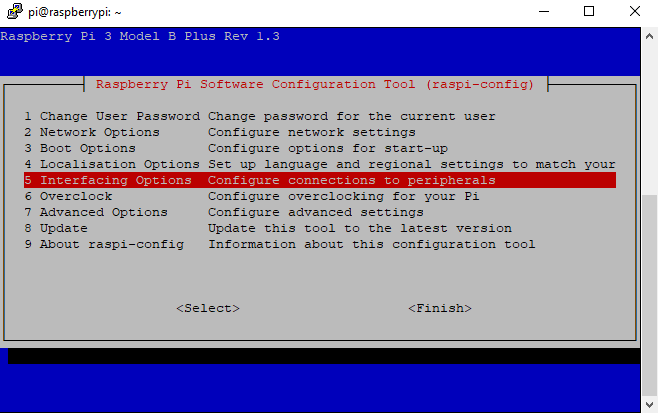 pi@raspberrypi: ~
Raspberry Pi 3 Model B Plus Rev 1.3
Raspberry Pi Software Configuration Tool (raspi-config)
1 Change User Password Change password for the current user
2 Network Options Configure network settings
3 Boot Options Configure options for start-up
4 Localisation Options Set up language and regional settings to match your
5 Interfacing Options Configure connections to peripherals
6 Overclock Configure overclocking for your Pi
7 Advanced Options Configure advanced settings
8 Update Update this tool to the latest version
9 About raspi-config Information about this configuration tool
<Select> <Finish>